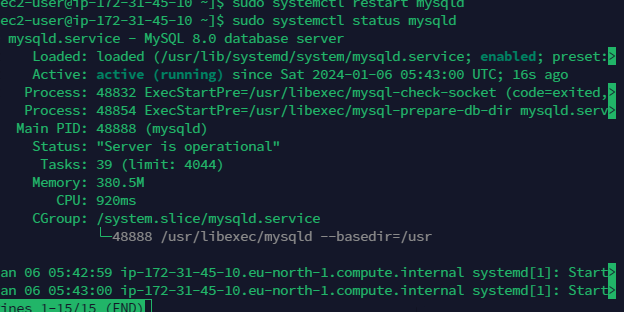 ec2-user@ip-172-31-45-10 ~]$ sudo systemctl restart mysqld
ec2-user@ip-172-31-45-10 ~]$ sudo systemctl status mysqld
mysqld.service - MySQL 8.0 database server
Loaded: loaded (/usr/lib/systemd/system/mysqld.service; enabled; preset:>
Active: active (running) since Sat 2024-01-06 05:43:00 UTC; 16s ago
Process: 48832 ExecStartPre=/usr/libexec/mysql-check-socket (code=exited,>
Process: 48854 ExecStartPre=/usr/libexec/mysql-prepare-db-dir mysqld.serv>
Main PID: 48888 (mysqld)
Status: "Server is operational"
Tasks: 39 (limit: 4044)
Memory: 380.5M
CPU: 920ms
CGroup: /system.slice/mysqld.service
└─48888 /usr/libexec/mysqld --basedir=/usr
an 06 05:42:59 ip-172-31-45-10.eu-north-1.compute.internal systemd[1]: Start>
an 06 05:43:00 ip-172-31-45-10.eu-north-1.compute.internal systemd[1]: Start>
ines 1-15/15 (END)